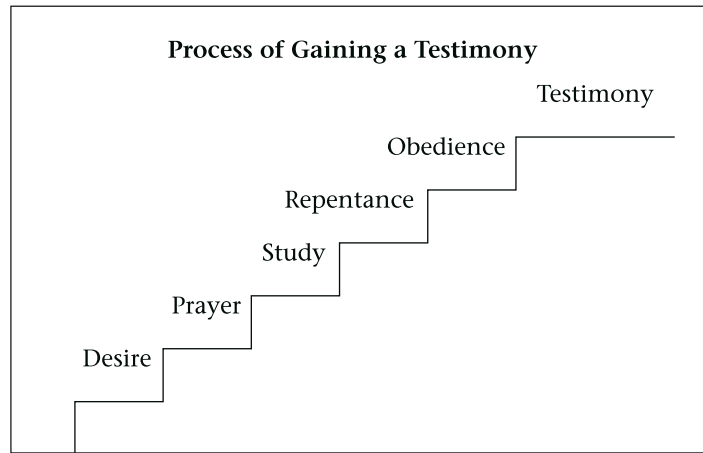 Process of Gaining a Testimony
Testimony
Obedience
Repentance
Study
Prayer
Desire